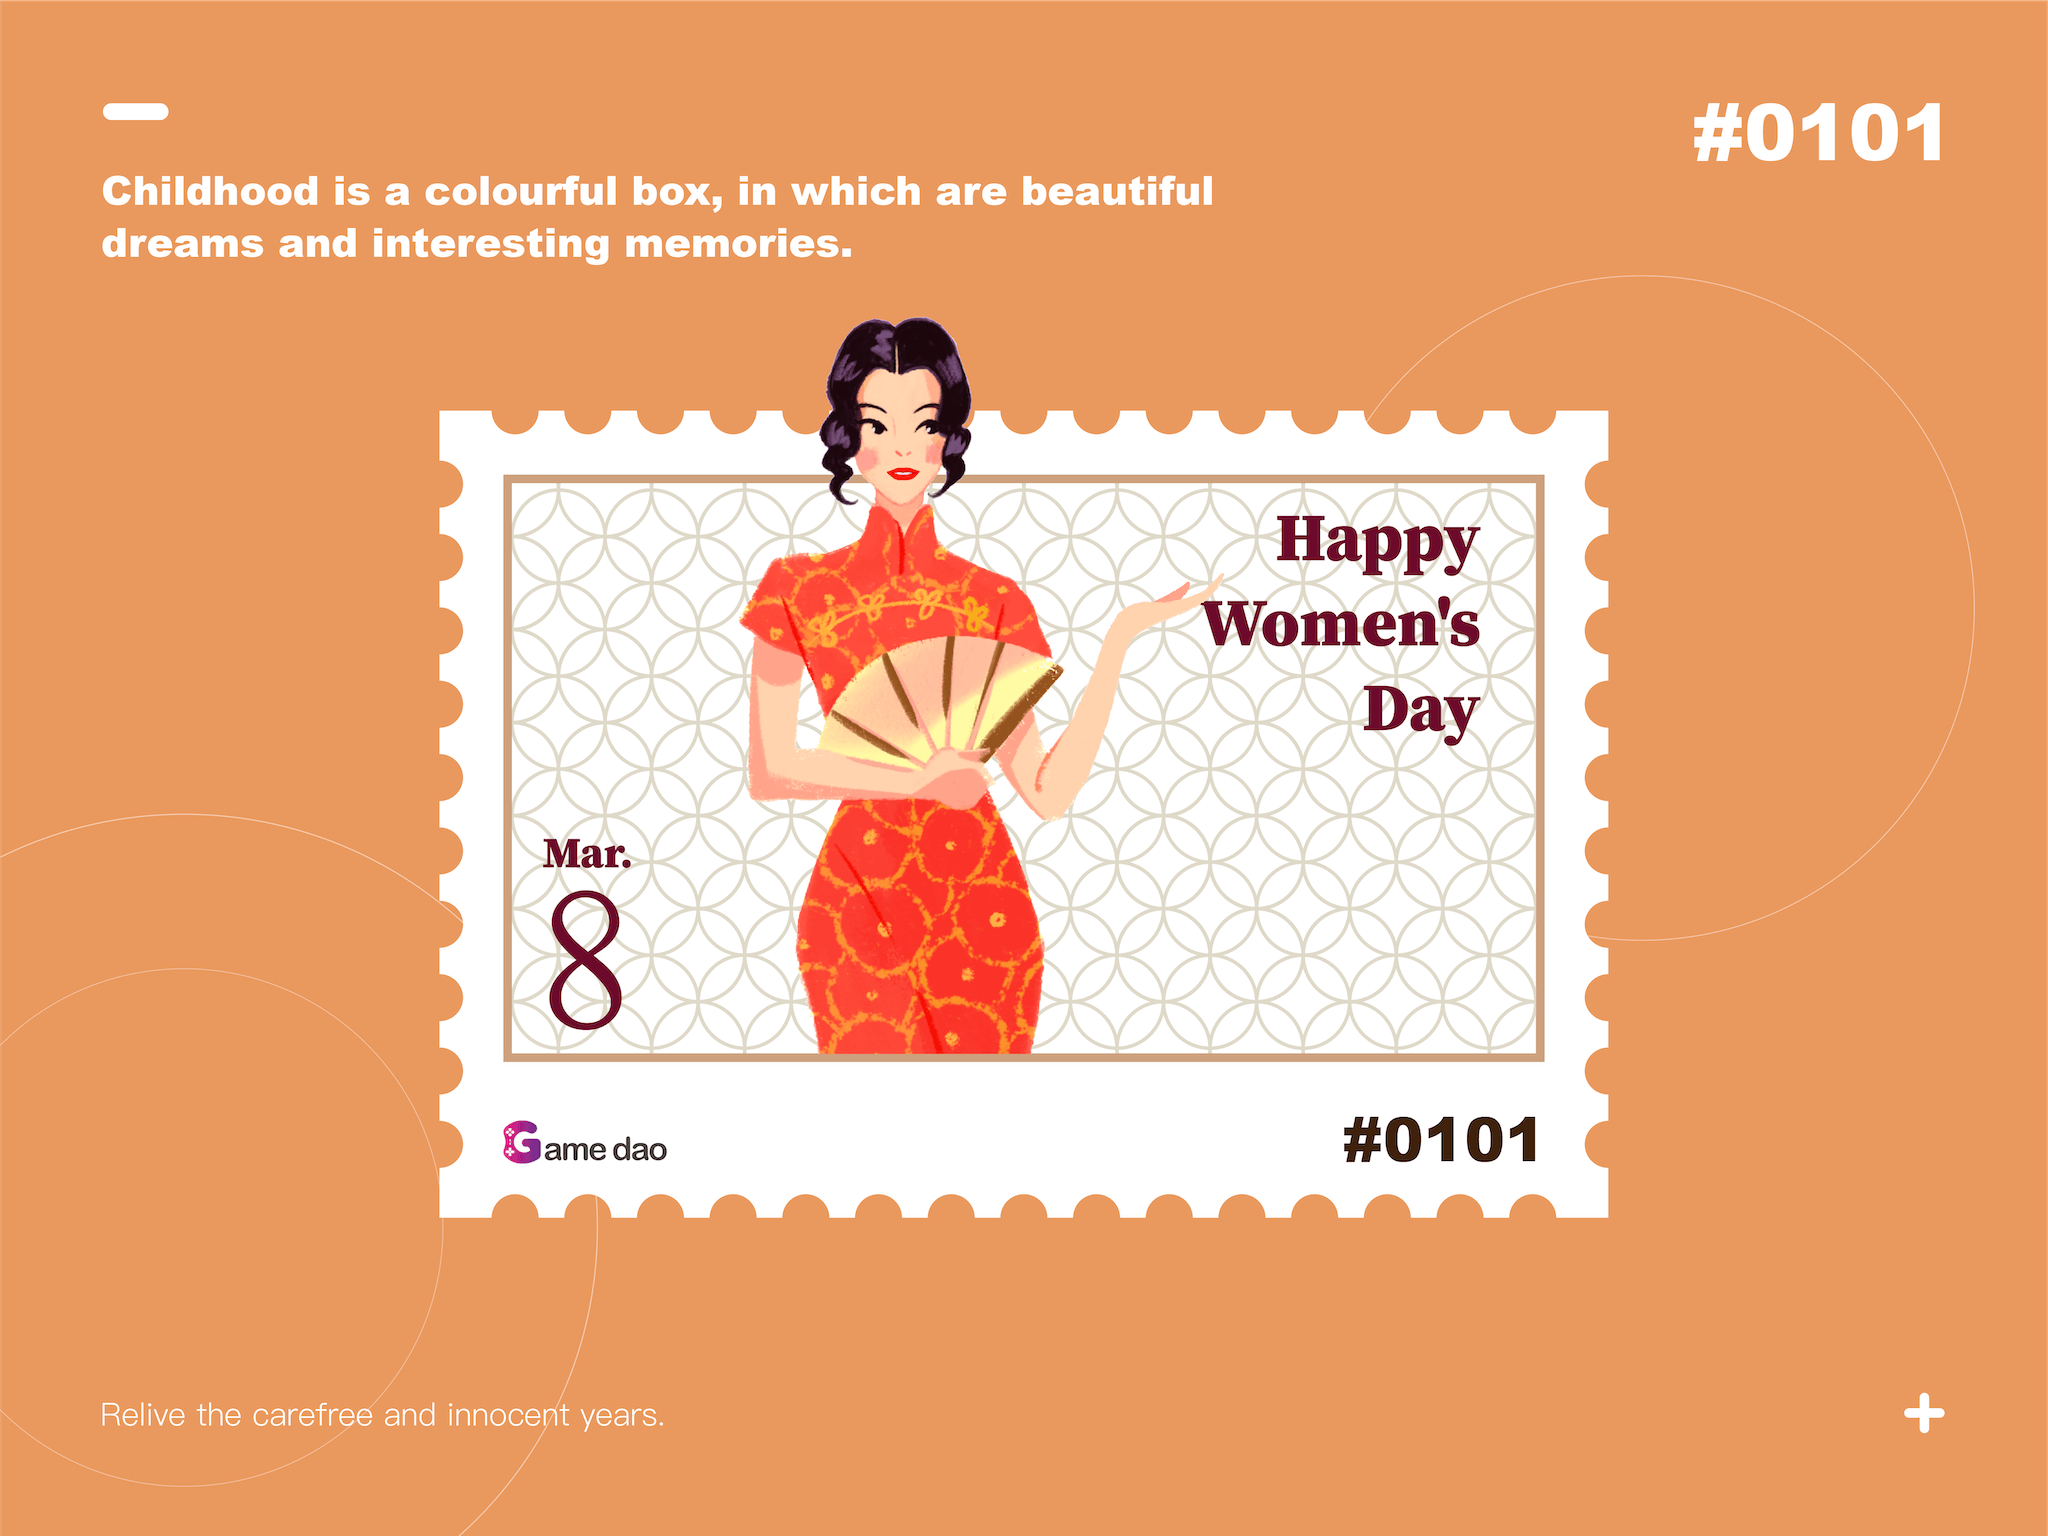 #0101
Childhood is a colourful box, in which are beautiful
dreams and interesting memories.
Happy
Women's
Day
Mar.
8
Game dao
#0101
Relive the carefree and innocent years.